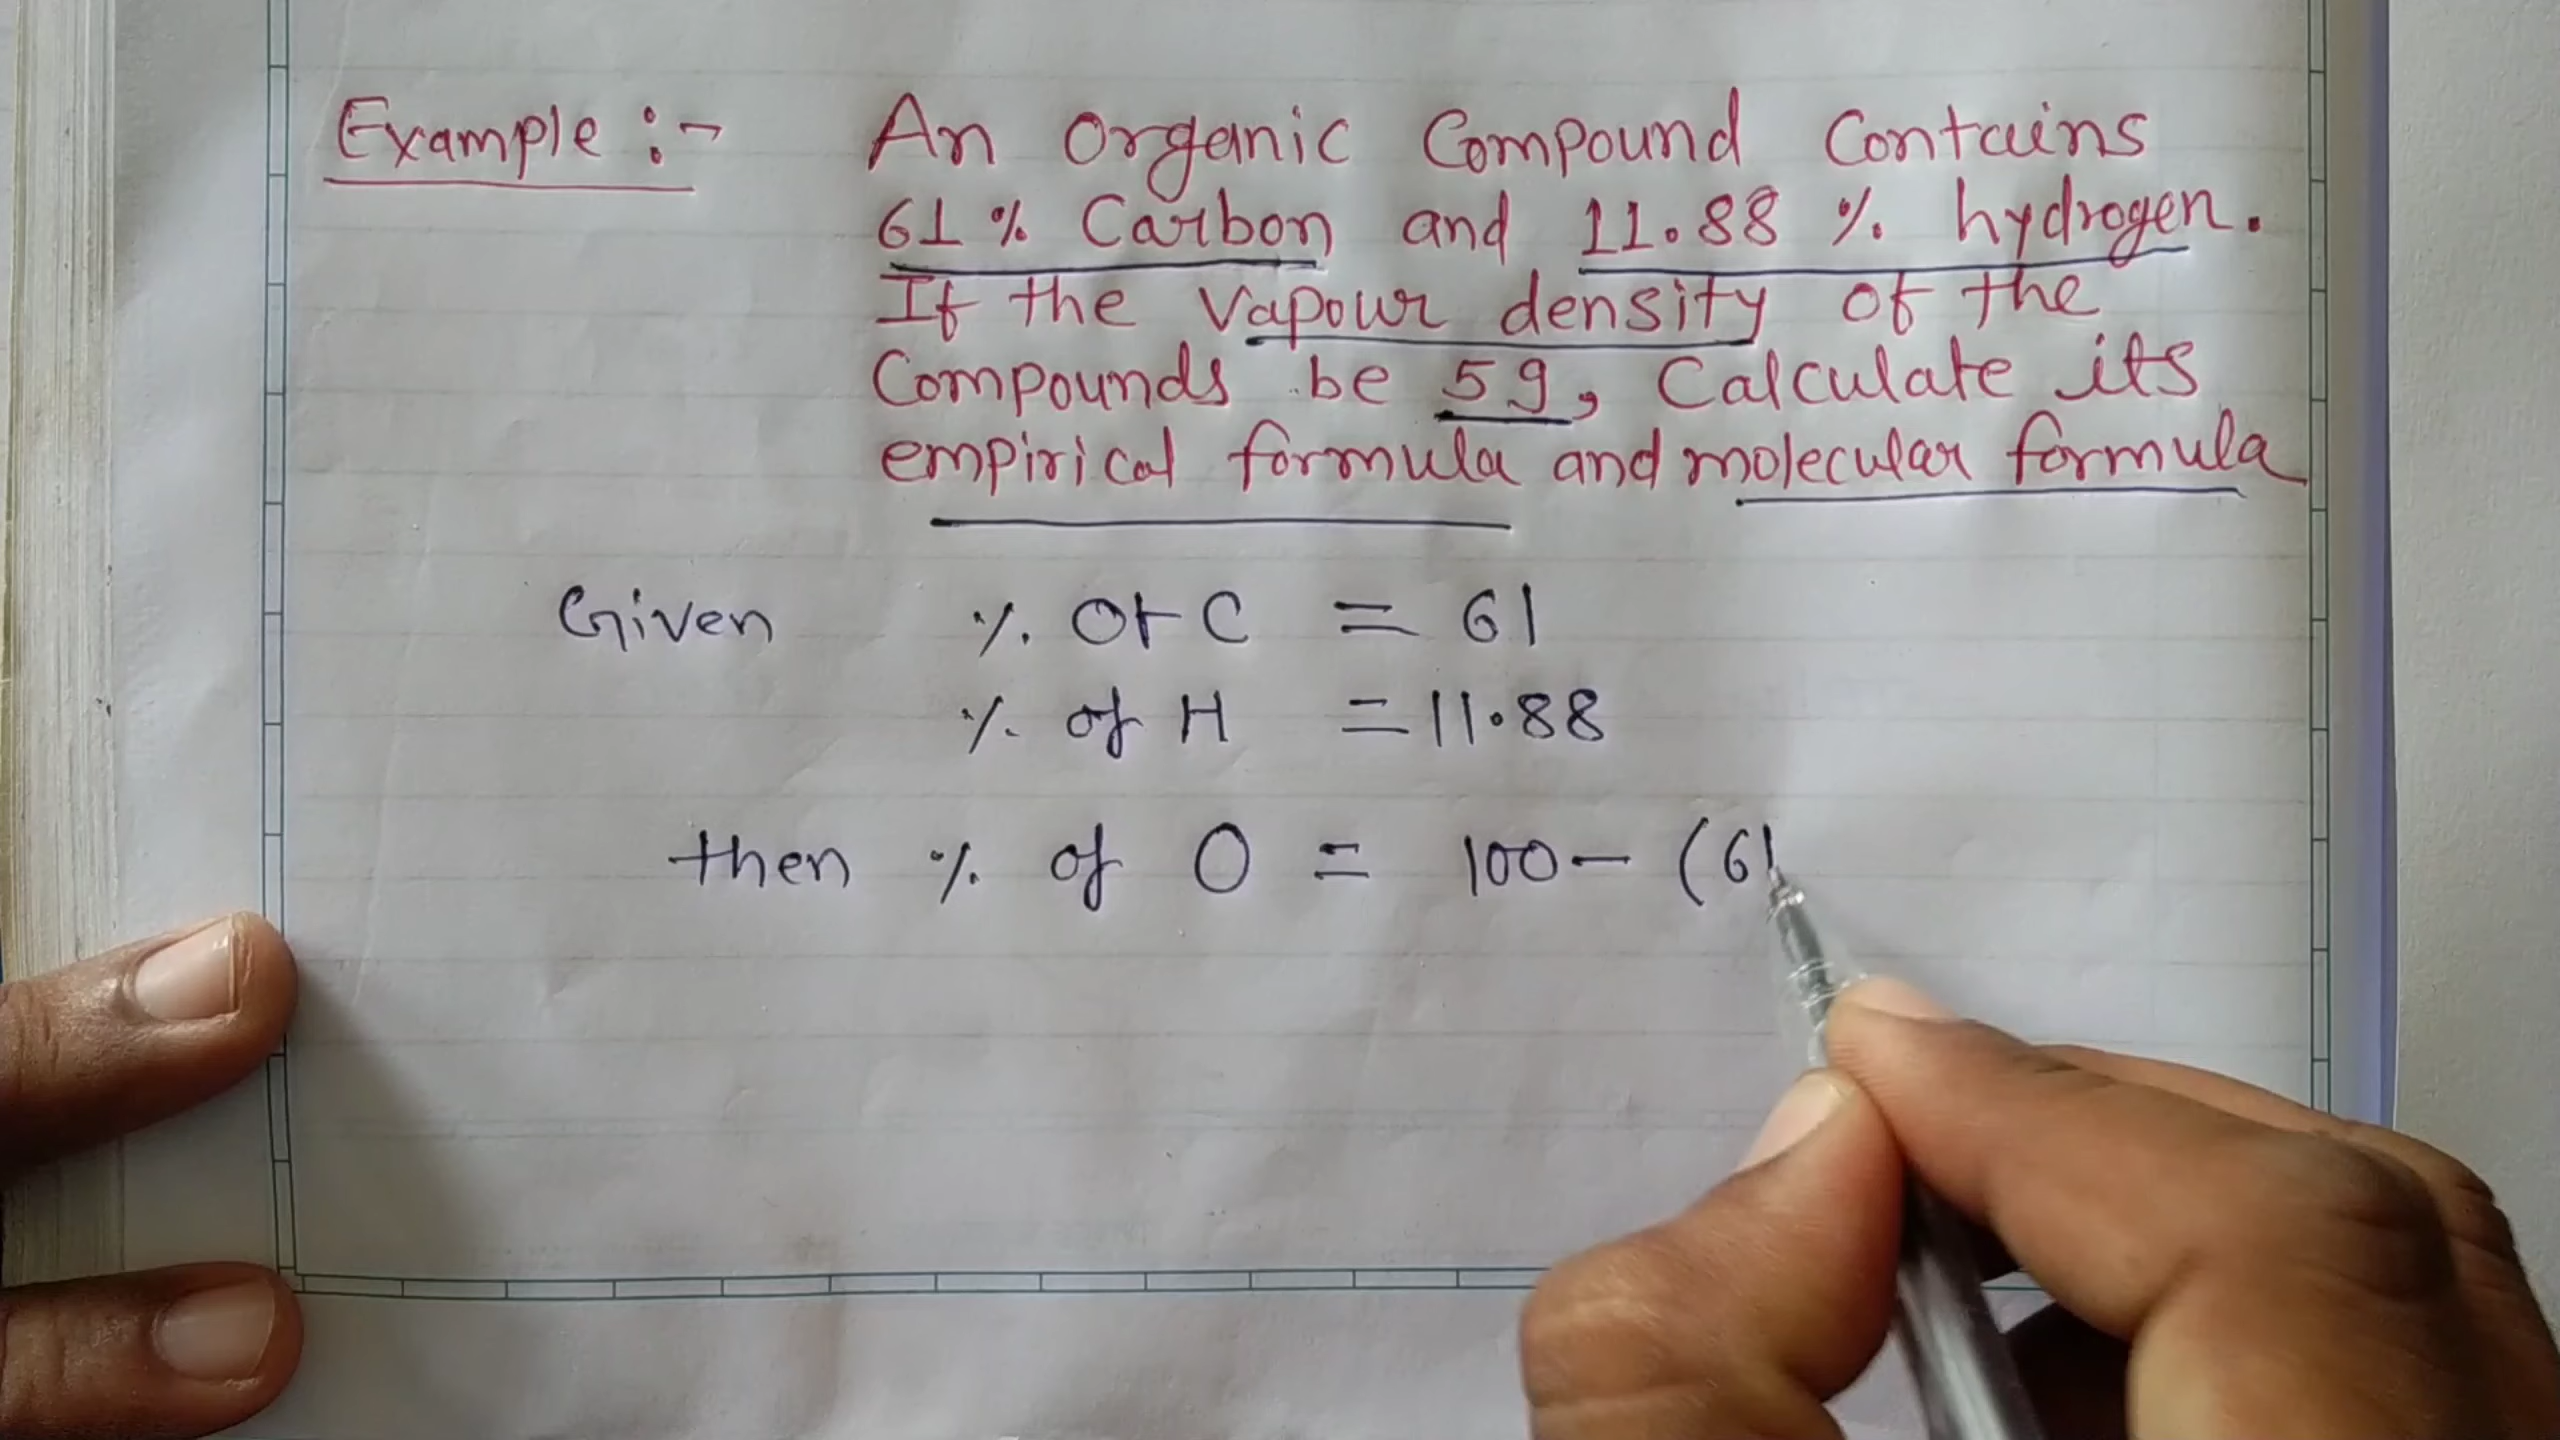 Example :- An Organic Compound Contains
61 % Carbon and 11.88 % hydrogen.
If the vapour density of the
Compounds be 59, Calculate its
empirical formula and molecular formula
Given % Of C = 61
% of H = 11.88
then % of O = 100 - (61